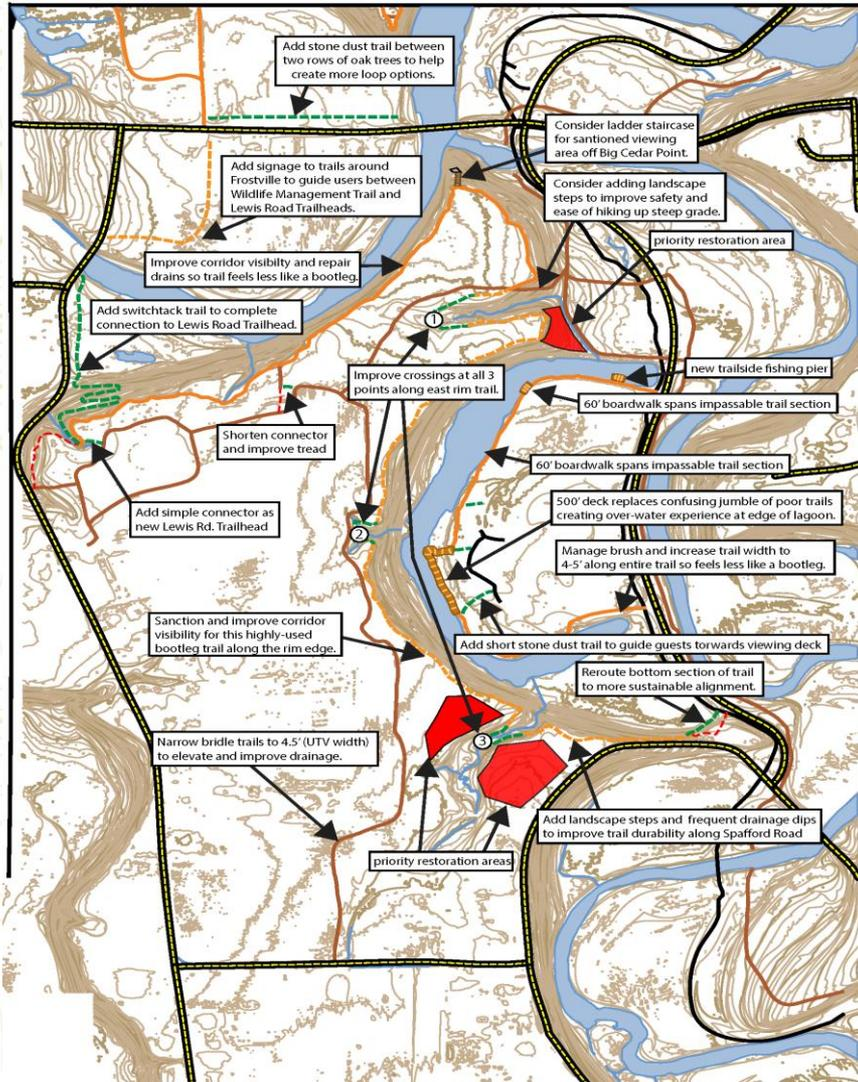 Add stone dust trail between
two rows of oak trees to help
create more loop options.
Consider ladder staircase
for santioned viewing
area off Big Cedar Point.
Add signage to trails around
Frostville to guide users between
Wildlife Management Trail and
Lewis Road Trailheads.
Consider adding landscape
steps to improve safety and
ease of hiking up steep grade.
priority restoration area
Improve corridor visibilty and repair
drains so trail feels less like a bootleg.
Add switchtack trail to complete
connection to Lewis Road Trailhead.
1
Improve crossings at all 3
points along east rim trail.
new trailside fishing pier
60' boardwalk spans impassable trail section
Shorten connector
and improve tread
60' boardwalk spans impassable trail section
Add simple connector as
new Lewis Rd. Trailhead
500' deck replaces confusing jumble of poor trails
creating over-water experience at edge of lagoon.
2
Manage brush and increase trail width to
4-5' along entire trail so feels less like a bootleg.
Sanction and improve corridor
visibility for this highly-used
bootleg trail along the rim edge.
Add short stone dust trail to guide guests towards viewing deck
Reroute bottom section of trail
to more sustainable alignment.
3
Narrow bridle trails to 4.5' (UTV width)
to elevate and improve drainage.
Add landscape steps and frequent drainage dips
to improve trail durability along Spafford Road
priority restoration areas